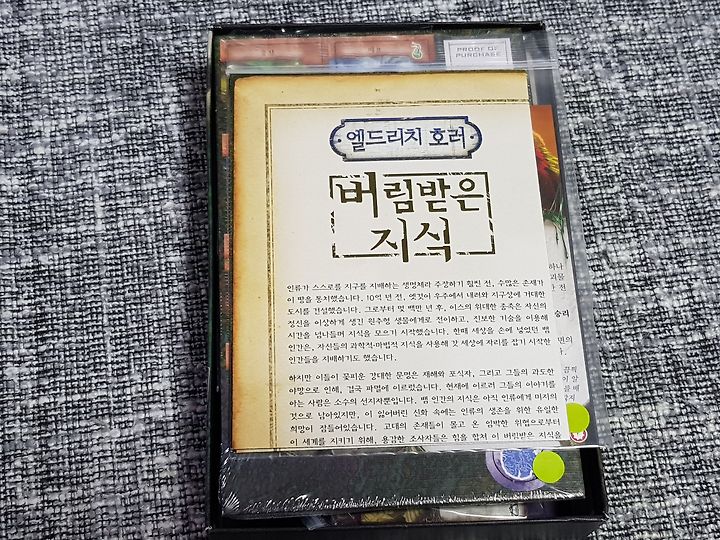 PROOF OF
PURCHASE
엘드리치 호러
버림받은
지식
인류가 스스로를 지구를 지배하는 생명체라 주장하기 훨씬 전, 수많은 존재가
이 땅을 통치했습니다. 10억 년 전, 옛것이 우주에서 내려와 지구상에 거대한
도시를 건설했습니다. 그로부터 몇 백만 년 후, 이스의 위대한 종족은 자신의
정신을 이상하게 생긴 원추형 생물에게로 전이하고, 진보한 기술을 이용해
시간을 넘나들며 지식을 모으기 시작했습니다. 한때 세상을 손에 넣었던 뱀
인간은, 자신들의 과학적·마법적 지식을 사용해 갓 세상에 자리를 잡기 시작한
인간들을 지배하기도 했습니다.
하지만 이들이 꽃피운 강대한 문명은 재해와 포식자, 그리고 그들의 과도한
야망으로 인해, 결국 파멸에 이르렀습니다. 현재에 이르러 그들의 이야기를
아는 사람은 소수의 선지자뿐입니다. 뱀 인간의 지식은 아직 인류에게 미지의
것으로 남아있지만, 이 잃어버린 신화 속에는 인류의 생존을 위한 유일한
희망이 잠들어있습니다. 고대의 존재들이 몰고 온 임박한 위협으로부터
이 세계를 지키기 위해, 용감한 조사자들은 힘을 합쳐 이 버림받은 지식을
하나
전
승리
면의